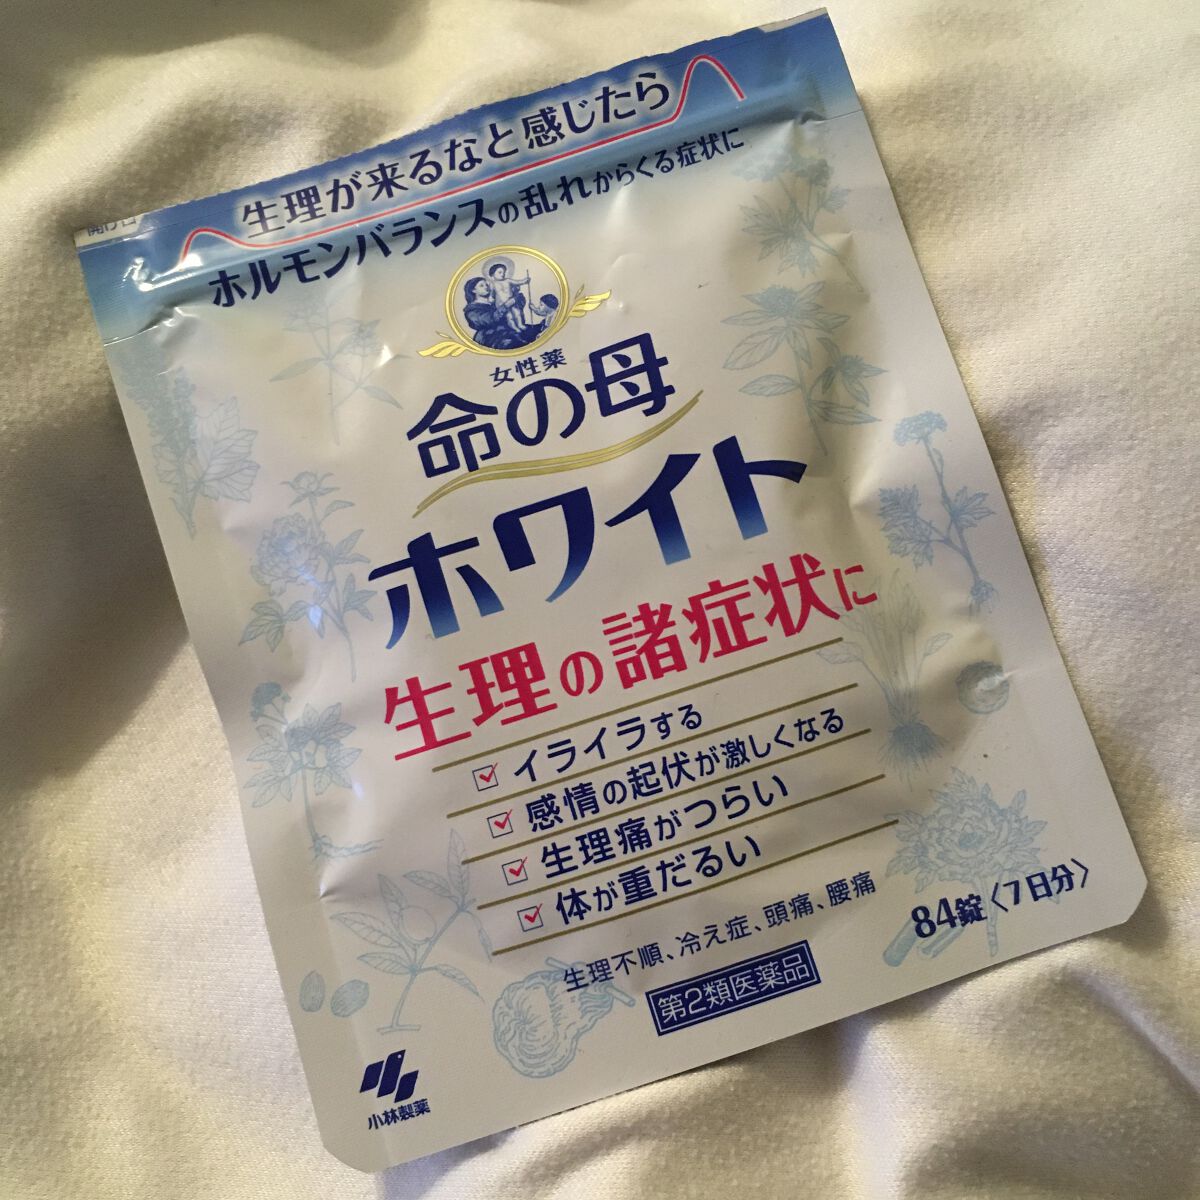 開け口
生理が来るなと感じたら
ホルモンバランスの乱れからくる症状に
女性薬
命の母
ホワイト
生理の諸症状に
イライラする
感情の起伏が激しくなる
生理痛がつらい
体が重だるい
生理不順、冷え症、頭痛、腰痛
84錠〈7日分〉
第2類医薬品
小林製薬